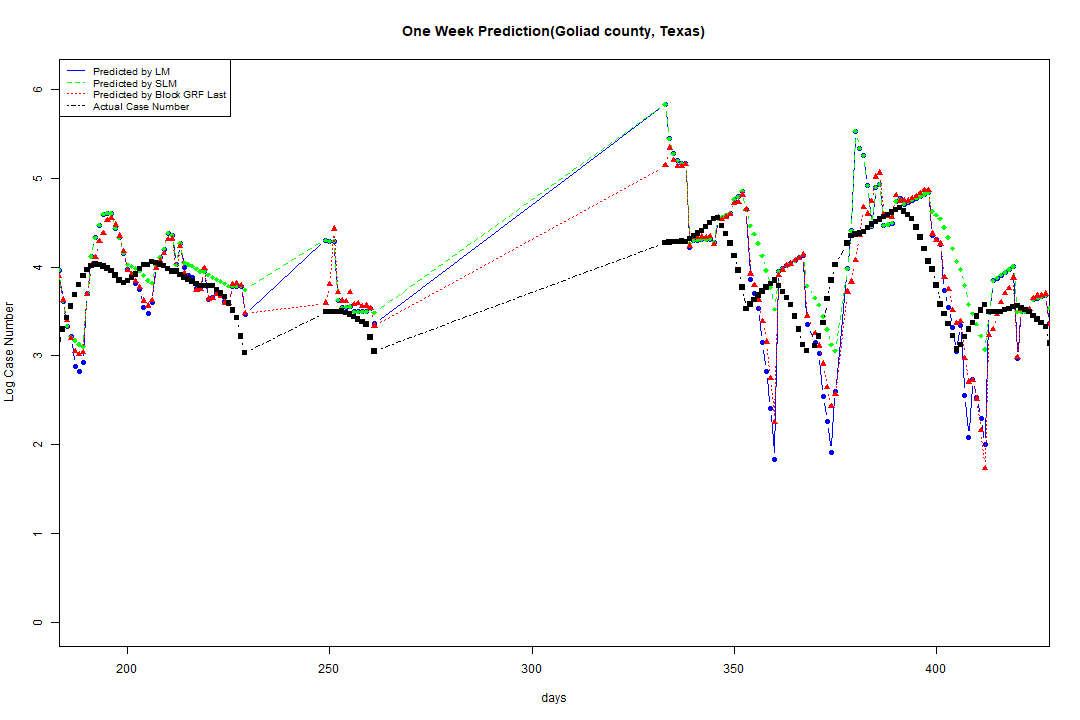 One Week Prediction(Goliad county, Texas)
Predicted by LM
Predicted by SLM
Predicted by Block GRF Last
Actual Case Number
Log Case Number
6
5
4
3
2
1
0
200 250 300 350 400
days